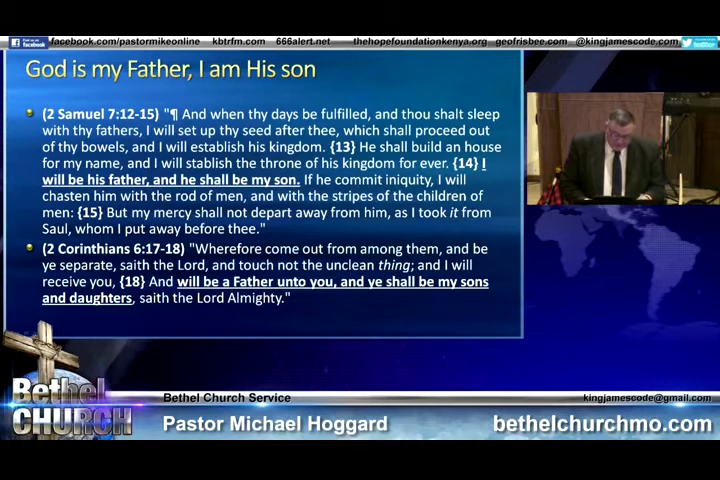 Find us on facebook
facebook.com/pastormikeonline kbtrfm.com 666alert.net thehopefoundationkenya.org geofrisbee.com @kingjamescode.com twitter
God is my Father, I am His son
(2 Samuel 7:12-15) "¶ And when thy days be fulfilled, and thou shalt sleep
with thy fathers, I will set up thy seed after thee, which shall proceed out
of thy bowels, and I will establish his kingdom. {13} He shall build an house
for my name, and I will stablish the throne of his kingdom for ever. {14} I
will be his father, and he shall be my son. If he commit iniquity, I will
chasten him with the rod of men, and with the stripes of the children of
men: {15} But my mercy shall not depart away from him, as I took it from
Saul, whom I put away before thee."
(2 Corinthians 6:17-18) "Wherefore come out from among them, and be
ye separate, saith the Lord, and touch not the unclean thing; and I will
receive you, {18} And will be a Father unto you, and ye shall be my sons
and daughters, saith the Lord Almighty."
Bethel
CHURCH
Bethel Church Service
kingjamescode@gmail.com
Pastor Michael Hoggard
bethelchurchmo.com